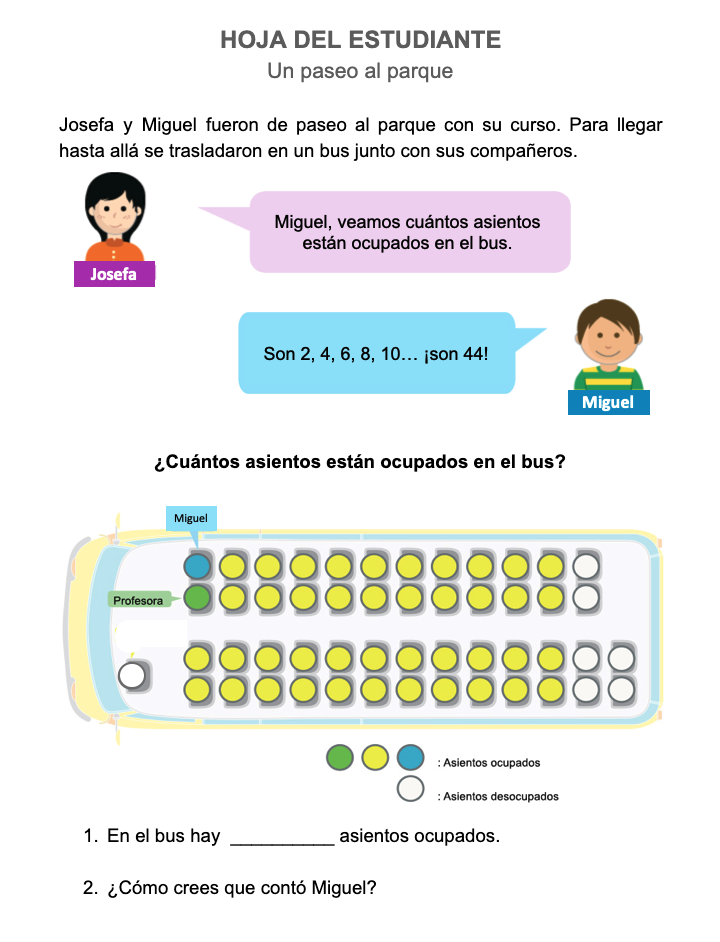 HOJA DEL ESTUDIANTE
Un paseo al parque
Josefa y Miguel fueron de paseo al parque con su curso. Para llegar
hasta allá se trasladaron en un bus junto con sus compañeros.
Miguel, veamos cuántos asientos
están ocupados en el bus.
Josefa
Son 2, 4, 6, 8, 10… ¡son 44!
Miguel
¿Cuántos asientos están ocupados en el bus?
Miguel
Profesora
: Asientos ocupados
: Asientos desocupados
1. En el bus hay __________ asientos ocupados.
2. ¿Cómo crees que contó Miguel?